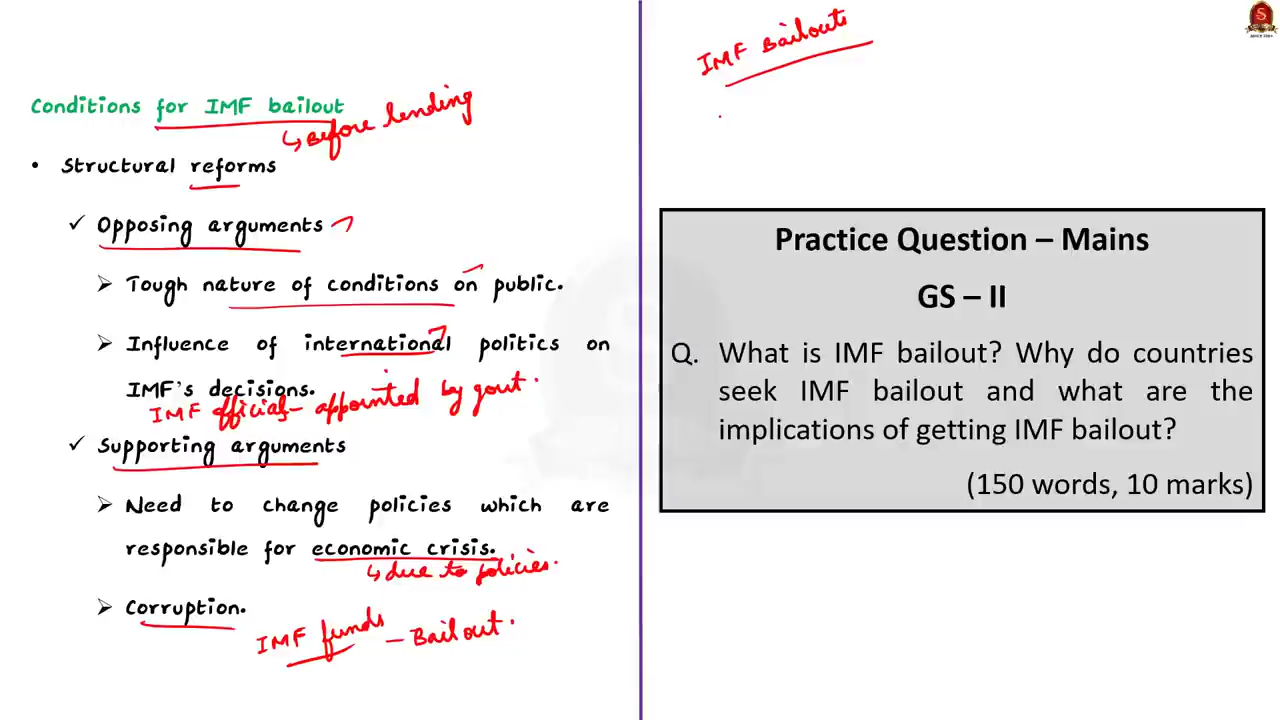 Conditions for IMF bailout
↳ Before lending
• Structural reforms
✓ Opposing arguments
➢ Tough nature of conditions on public.
➢ Influence of international politics on
IMF's decisions.
IMF officials – appointed by govt.
✓ Supporting arguments
➢ Need to change policies which are
responsible for economic crisis.
↳ due to policies.
➢ Corruption.
IMF funds – Bailout.
IMF Bailouts
Practice Question – Mains
GS – II
Q. What is IMF bailout? Why do countries
seek IMF bailout and what are the
implications of getting IMF bailout?
(150 words, 10 marks)